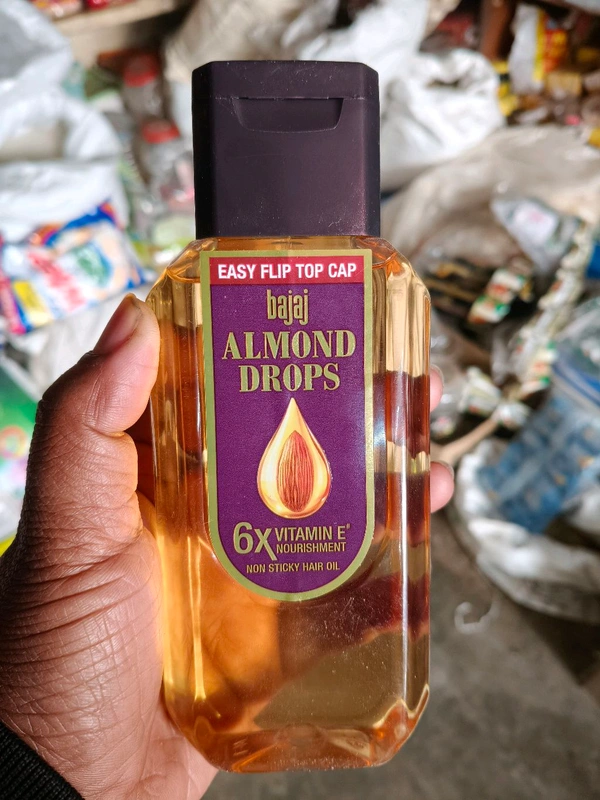 EASY FLIP TOP CAP
bajaj
ALMOND
DROPS
6X VITAMIN E#
NOURISHMENT
NON STICKY HAIR OIL